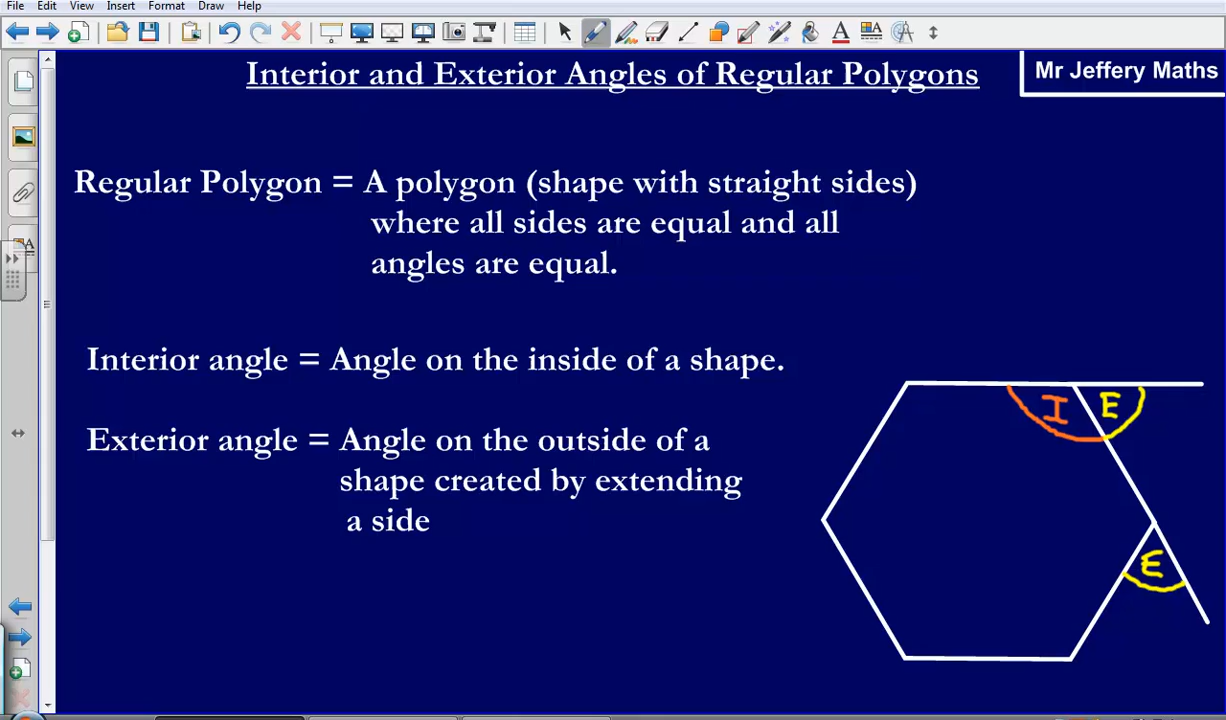 File Edit View Insert Format Draw Help
Interior and Exterior Angles of Regular Polygons
Mr Jeffery Maths
Regular Polygon = A polygon (shape with straight sides)
where all sides are equal and all
angles are equal.
Interior angle = Angle on the inside of a shape.
Exterior angle = Angle on the outside of a
shape created by extending
a side
I E
E